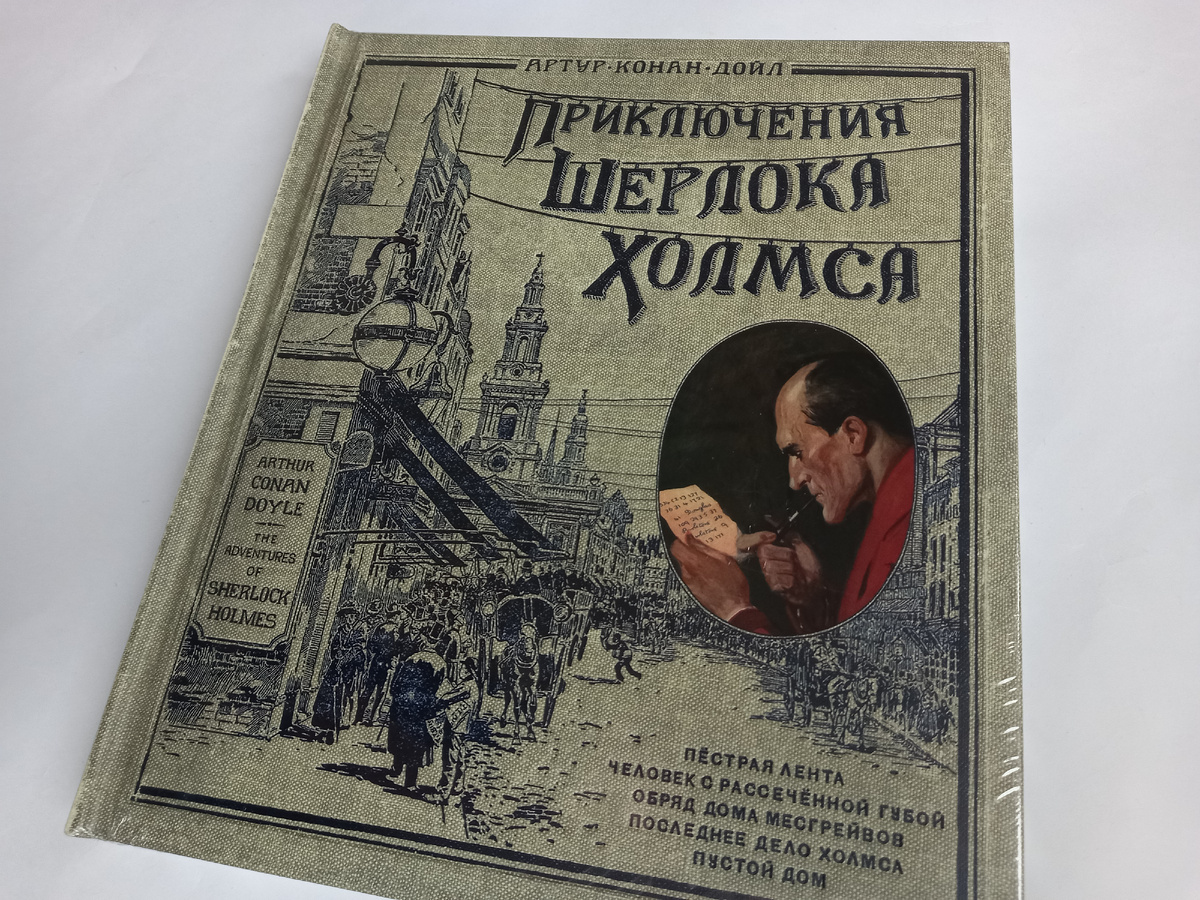 АРТУР·КОНАН·ДОЙЛ
ПРИКЛЮЧЕНИЯ
ШЕРЛОКА
ХОЛМСА
ARTHUR
CONAN
DOYLE
THE
ADVENTURES
OF
SHERLOCK
HOLMES
ПЁСТРАЯ ЛЕНТА
ЧЕЛОВЕК С РАССЕЧЁННОЙ ГУБОЙ
ОБРЯД ДОМА МЕСГРЕЙВОВ
ПОСЛЕДНЕЕ ДЕЛО ХОЛМСА
ПУСТОЙ ДОМ